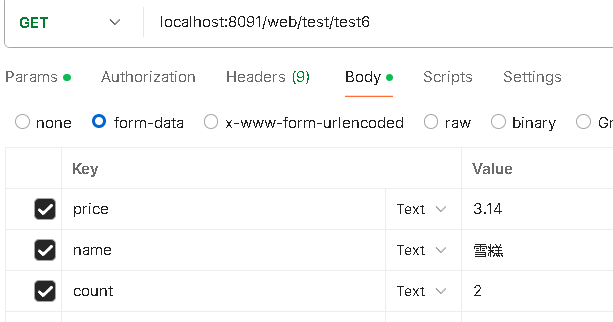 GET localhost:8091/web/test/test6
Params Authorization Headers (9) Body Scripts Settings
none form-data x-www-form-urlencoded raw binary
Key Value
price Text 3.14
name Text 雪糕
count Text 2